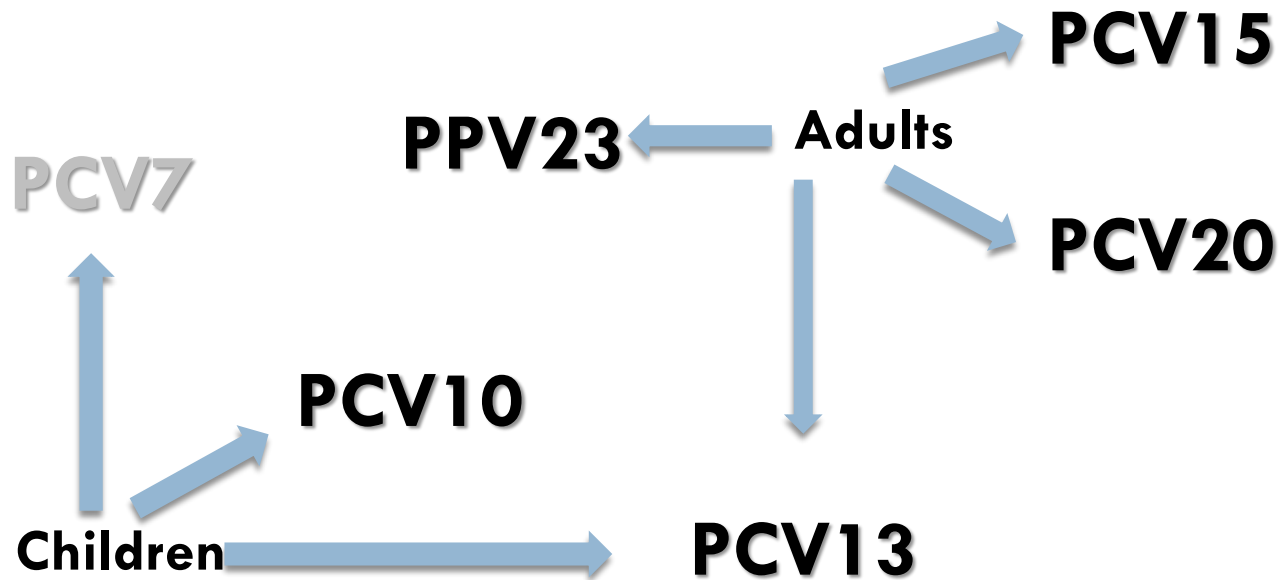 PCV15
PPV23
Adults
PCV7
PCV20
PCV10
Children
PCV13